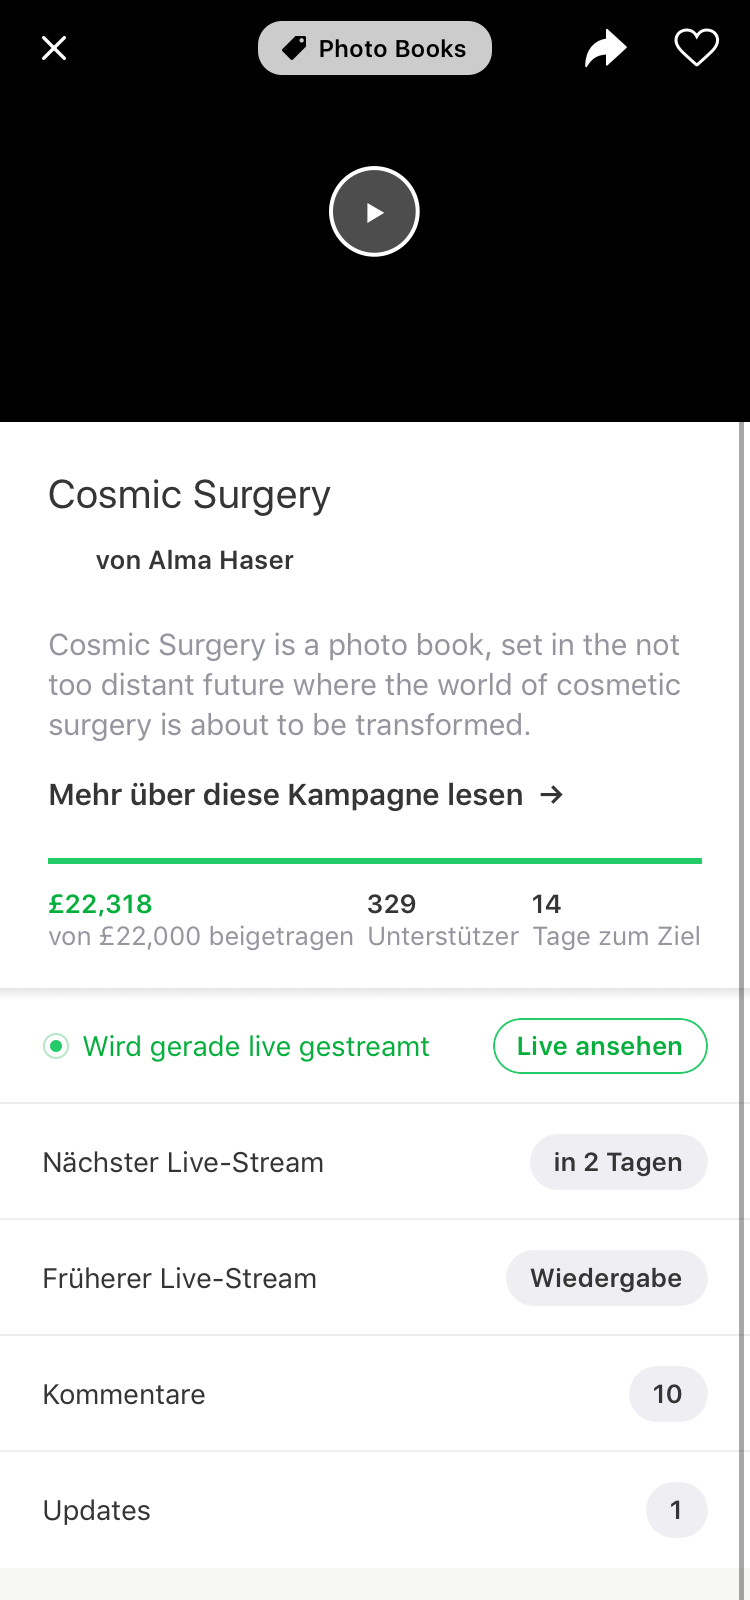 Photo Books
Cosmic Surgery
von Alma Haser
Cosmic Surgery is a photo book, set in the not
too distant future where the world of cosmetic
surgery is about to be transformed.
Mehr über diese Kampagne lesen →
£22,318 329 14
von £22,000 beigetragen Unterstützer Tage zum Ziel
Wird gerade live gestreamt Live ansehen
Nächster Live-Stream in 2 Tagen
Früherer Live-Stream Wiedergabe
Kommentare 10
Updates 1